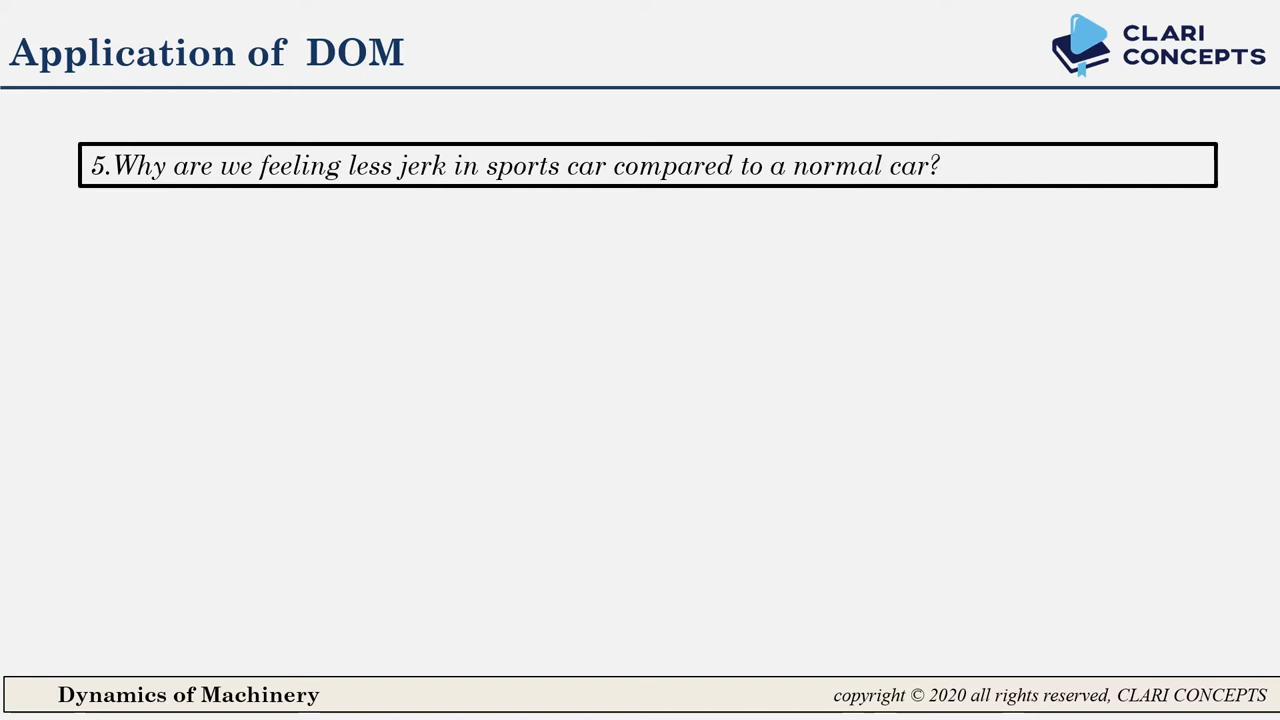 Application of DOM
CLARI
CONCEPTS
5.Why are we feeling less jerk in sports car compared to a normal car?
Dynamics of Machinery
copyright © 2020 all rights reserved, CLARI CONCEPTS